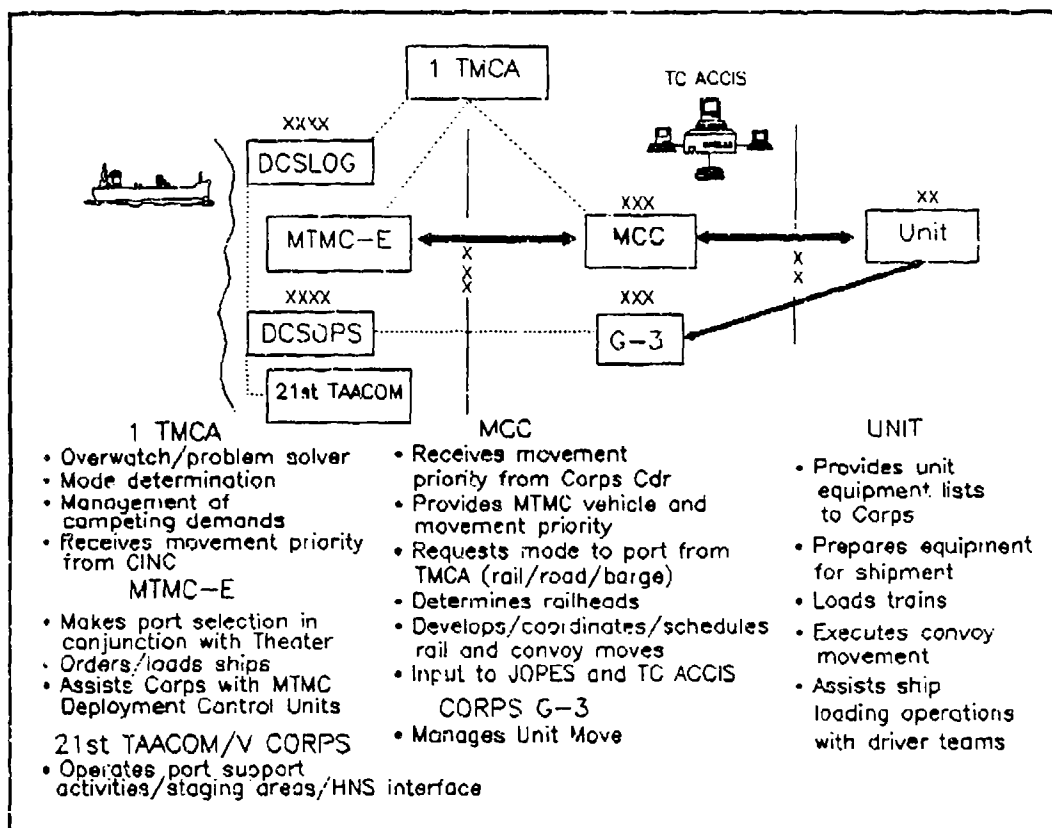 1 TMCA
TC ACCIS
XXXX
DCSLOG
XX
XXX
MTMC-E
MCC
Unit
X
X
X
X
X
XXXX
XXX
DCSOPS
G-3
21st TAACOM
1 TMCA
• Overwatch/problem solver
• Mode determination
• Management of
competing demands
• Receives movement priority
from CINC
MTMC-E
• Makes port selection in
conjunction with Theater
• Orders/loads ships
• Assists Corps with MTMC
Deployment Control Units
21st TAACOM/V CORPS
• Operates port support
activities/staging areas/HNS interface
MCC
• Receives movement
priority from Corps Cdr
• Provides MTMC vehicle and
movement priority
• Requests mode to port from
TMCA (rail/road/barge)
• Determines railheads
• Develops/coordinates/schedules
rail and convoy moves
• Input to JOPES and TC ACCIS
CORPS G-3
• Manages Unit Move
UNIT
• Provides unit
equipment lists
to Corps
• Prepares equipment
for shipment
• Loads trains
• Executes convoy
movement
• Assists ship
loading operations
with driver teams